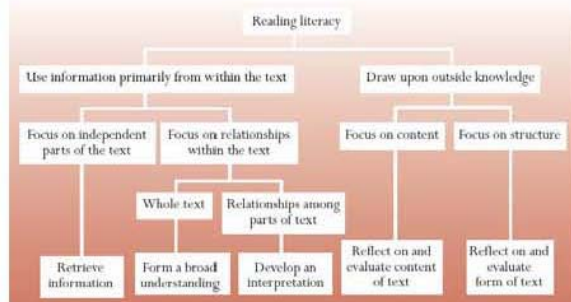 Reading literacy
Use information primarily from within the text
Draw upon outside knowledge
Focus on independent
parts of the text
Focus on relationships
within the text
Focus on content
Focus on structure
Whole text
Relationships among
parts of text
Retrieve
information
Form a broad
understanding
Develop an
interpretation
Reflect on and
evaluate content
of text
Reflect on and
evaluate
form of text